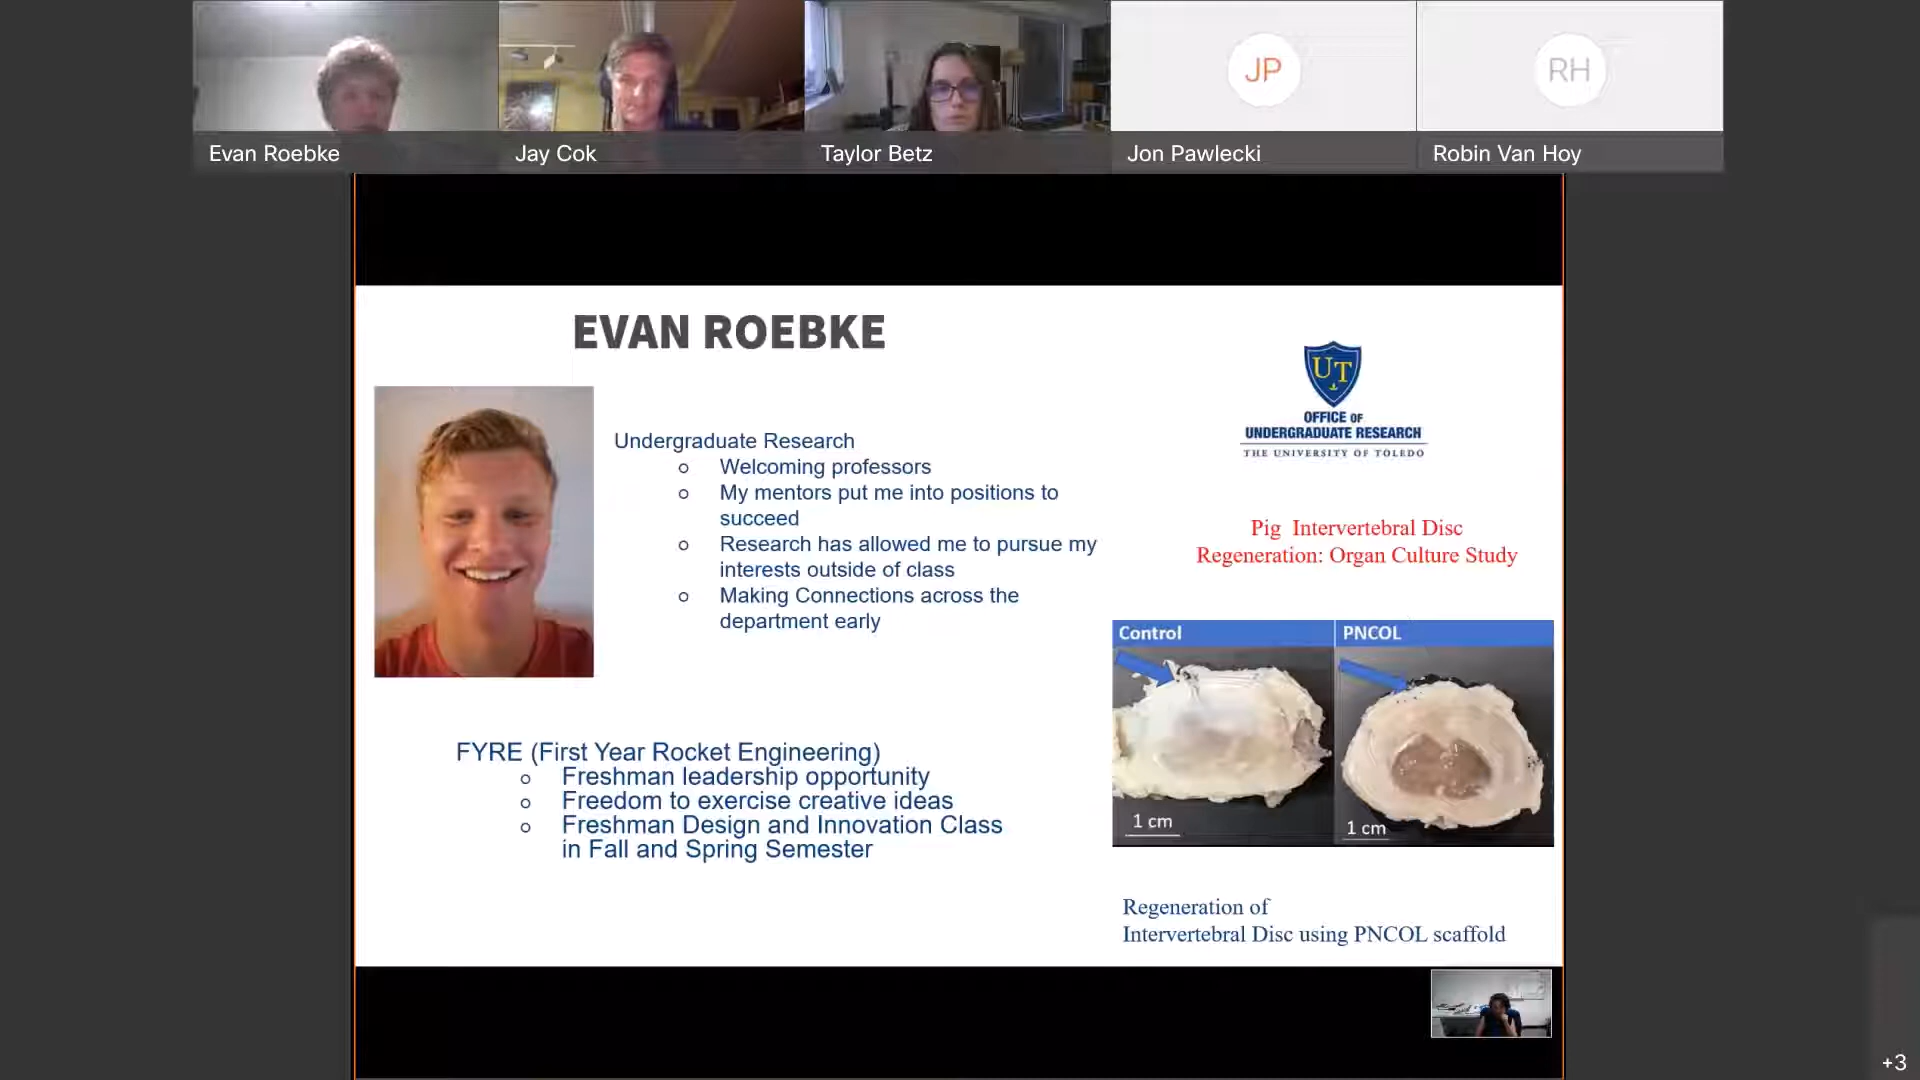 JP
RH
Evan Roebke
Jay Cok
Taylor Betz
Jon Pawlecki
Robin Van Hoy
EVAN ROEBKE
UT
OFFICE OF
UNDERGRADUATE RESEARCH
THE UNIVERSITY OF TOLEDO
Undergraduate Research
Welcoming professors
My mentors put me into positions to
succeed
Research has allowed me to pursue my
interests outside of class
Making Connections across the
department early
Pig Intervertebral Disc
Regeneration: Organ Culture Study
Control
PNCOL
1 cm
1 cm
FYRE (First Year Rocket Engineering)
Freshman leadership opportunity
Freedom to exercise creative ideas
Freshman Design and Innovation Class
in Fall and Spring Semester
Regeneration of
Intervertebral Disc using PNCOL scaffold
+3